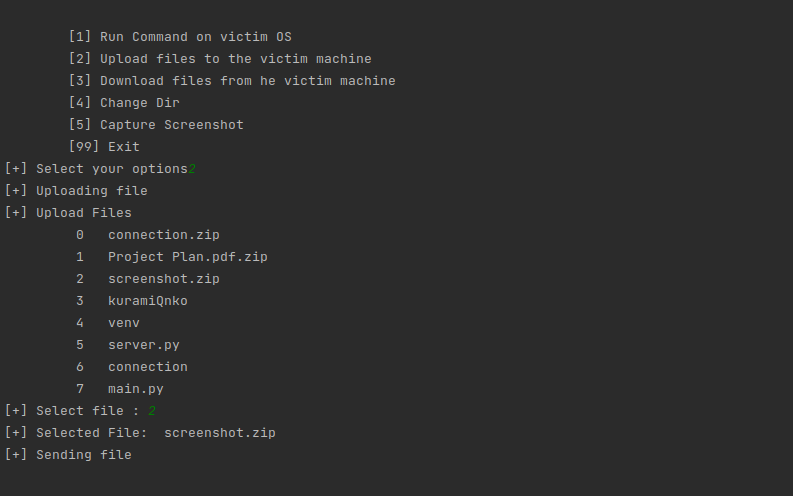 [1] Run Command on victim OS
[2] Upload files to the victim machine
[3] Download files from he victim machine
[4] Change Dir
[5] Capture Screenshot
[99] Exit
[+] Select your options2
[+] Uploading file
[+] Upload Files
0 connection.zip
1 Project Plan.pdf.zip
2 screenshot.zip
3 kuramiQnko
4 venv
5 server.py
6 connection
7 main.py
[+] Select file : 2
[+] Selected File:  screenshot.zip
[+] Sending file